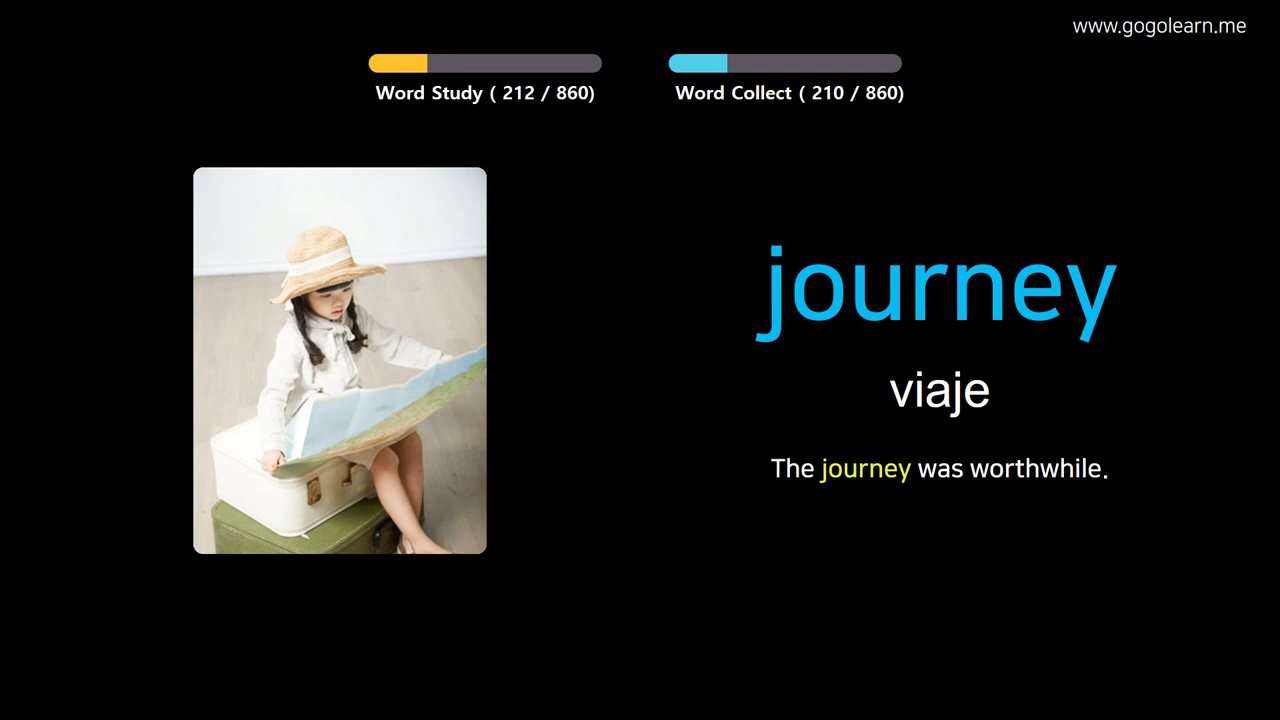 www.gogolearn.me
Word Study ( 212 / 860)
Word Collect ( 210 / 860)
journey
viaje
The journey was worthwhile.